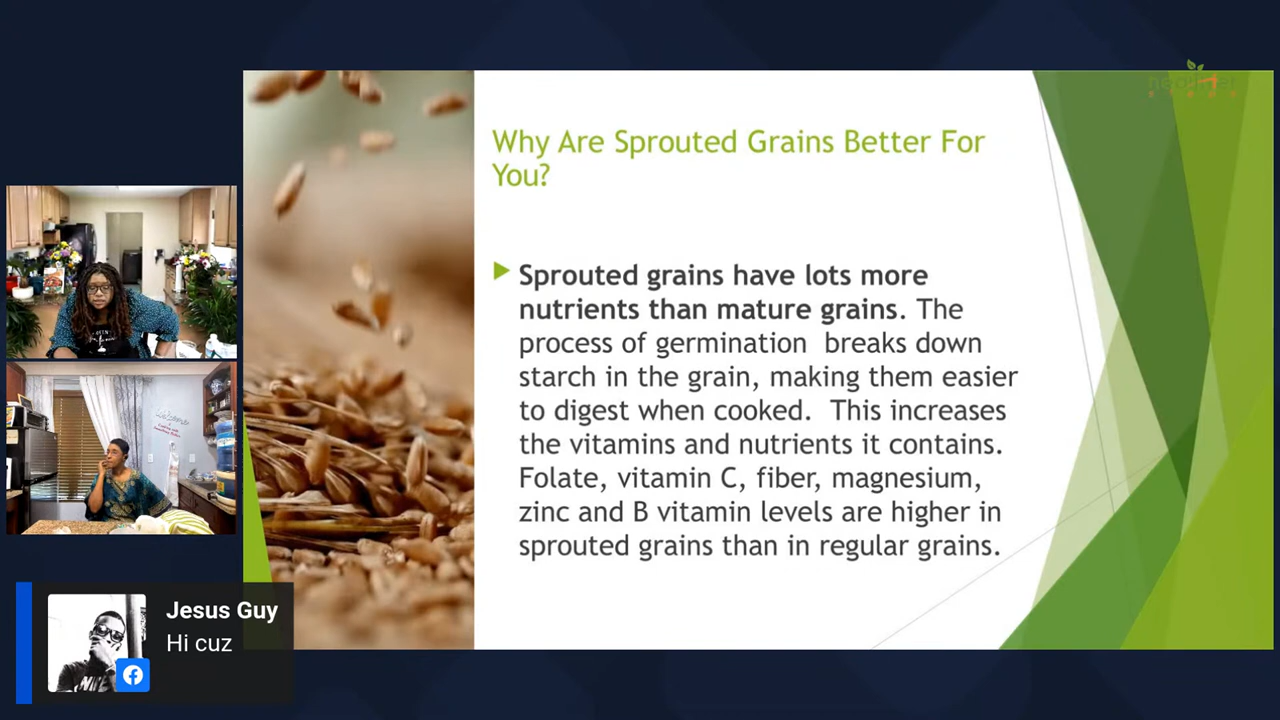 Why Are Sprouted Grains Better For
You?
Sprouted grains have lots more
nutrients than mature grains. The
process of germination breaks down
starch in the grain, making them easier
to digest when cooked. This increases
the vitamins and nutrients it contains.
Folate, vitamin C, fiber, magnesium,
zinc and B vitamin levels are higher in
sprouted grains than in regular grains.
Jesus Guy
Hi cuz